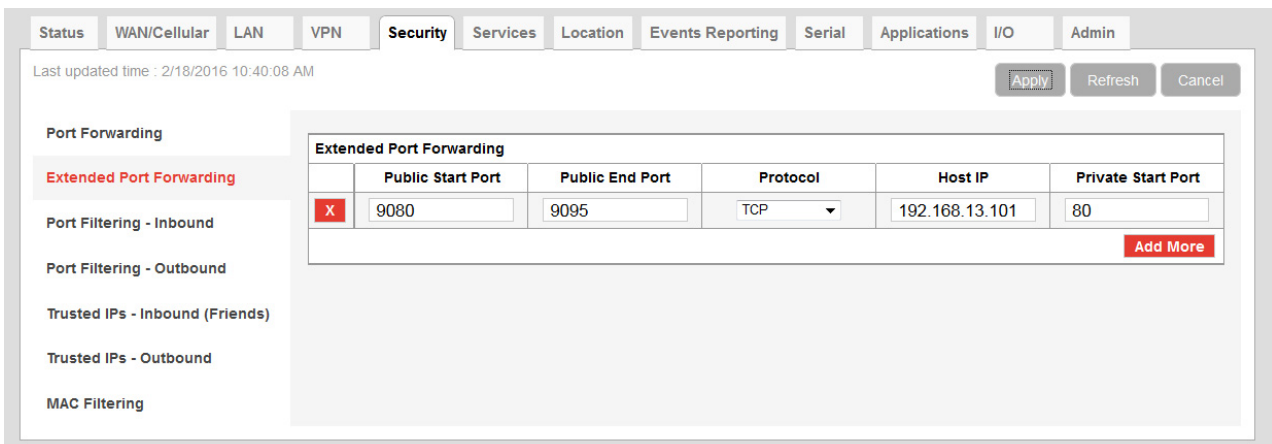 Status WAN/Cellular LAN VPN Security Services Location Events Reporting Serial Applications I/O Admin
Last updated time : 2/18/2016 10:40:08 AM
Apply Refresh Cancel
Port Forwarding
Extended Port Forwarding
Port Filtering - Inbound
Port Filtering - Outbound
Trusted IPs - Inbound (Friends)
Trusted IPs - Outbound
MAC Filtering
Extended Port Forwarding
Public Start Port Public End Port Protocol Host IP Private Start Port
X 9080 9095 TCP 192.168.13.101 80
Add More